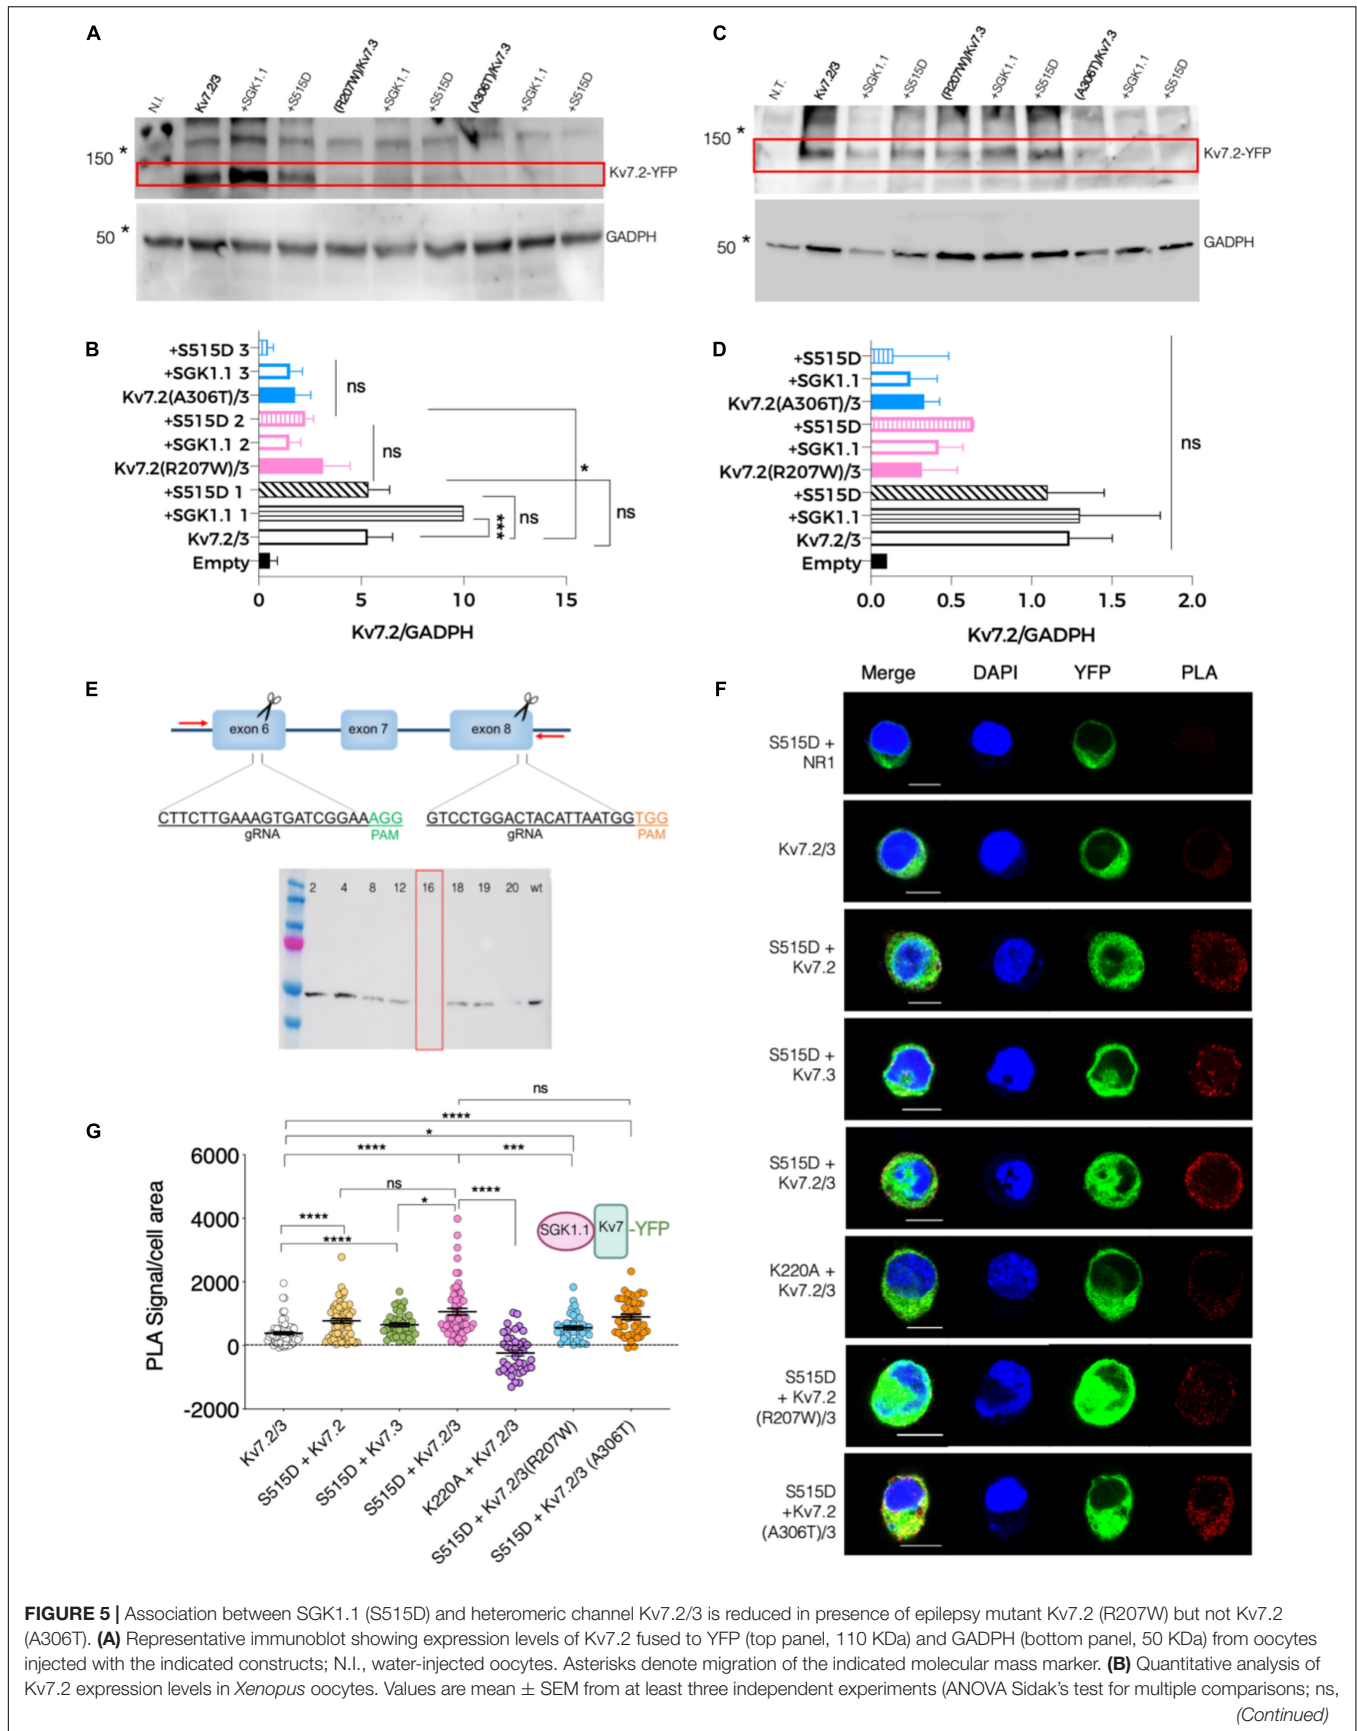 A
N.I.
Kv7.2/3
+SGK1.1
+S515D
(R207W)/Kv7.3
+SGK1.1
+S515D
(A306T)/Kv7.3
+SGK1.1
+S515D
150 *
Kv7.2-YFP
50 *
GADPH
C
N.T.
Kv7.2/3
+SGK1.1
+S515D
(R207W)/Kv7.3
+SGK1.1
+S515D
(A306T)/Kv7.3
+SGK1.1
+S515D
150 *
Kv7.2-YFP
50 *
GADPH
B
+S515D 3
+SGK1.1 3
Kv7.2(A306T)/3
+S515D 2
+SGK1.1 2
Kv7.2(R207W)/3
+S515D 1
+SGK1.1 1
Kv7.2/3
Empty
ns
ns
***
ns
*
ns
0 5 10 15
Kv7.2/GADPH
D
+S515D
+SGK1.1
Kv7.2(A306T)/3
+S515D
+SGK1.1
Kv7.2(R207W)/3
+S515D
+SGK1.1
Kv7.2/3
Empty
ns
0.0 0.5 1.0 1.5 2.0
Kv7.2/GADPH
E
exon 6 exon 7 exon 8
CTTCTTGAAAGTGATCGGAAAGG GTCCTGGACTACATTAATGGTGG
gRNA PAM gRNA PAM
2 4 8 12 16 18 19 20 wt
F
Merge DAPI YFP PLA
S515D +
NR1
Kv7.2/3
S515D +
Kv7.2
S515D +
Kv7.3
S515D +
Kv7.2/3
K220A +
Kv7.2/3
S515D
+ Kv7.2
(R207W)/3
S515D
+Kv7.2
(A306T)/3
G
ns
****
*
**** ***
ns
* ****
****
****
SGK1.1 Kv7 -YFP
PLA Signal/cell area
6000
4000
2000
0
-2000
Kv7.2/3
S515D + Kv7.2
S515D + Kv7.3
S515D + Kv7.2/3
K220A + Kv7.2/3
S515D + Kv7.2/3(R207W)
S515D + Kv7.2/3 (A306T)
FIGURE 5 | Association between SGK1.1 (S515D) and heteromeric channel Kv7.2/3 is reduced in presence of epilepsy mutant Kv7.2 (R207W) but not Kv7.2
(A306T). (A) Representative immunoblot showing expression levels of Kv7.2 fused to YFP (top panel, 110 KDa) and GADPH (bottom panel, 50 KDa) from oocytes
injected with the indicated constructs; N.I., water-injected oocytes. Asterisks denote migration of the indicated molecular mass marker. (B) Quantitative analysis of
Kv7.2 expression levels in Xenopus oocytes. Values are mean ± SEM from at least three independent experiments (ANOVA Sidak's test for multiple comparisons; ns,
(Continued)